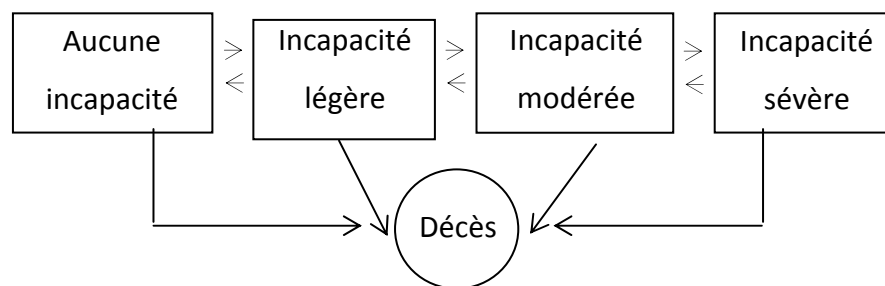 Aucune
incapacité
Incapacité
légère
Incapacité
modérée
Incapacité
sévère
Décès